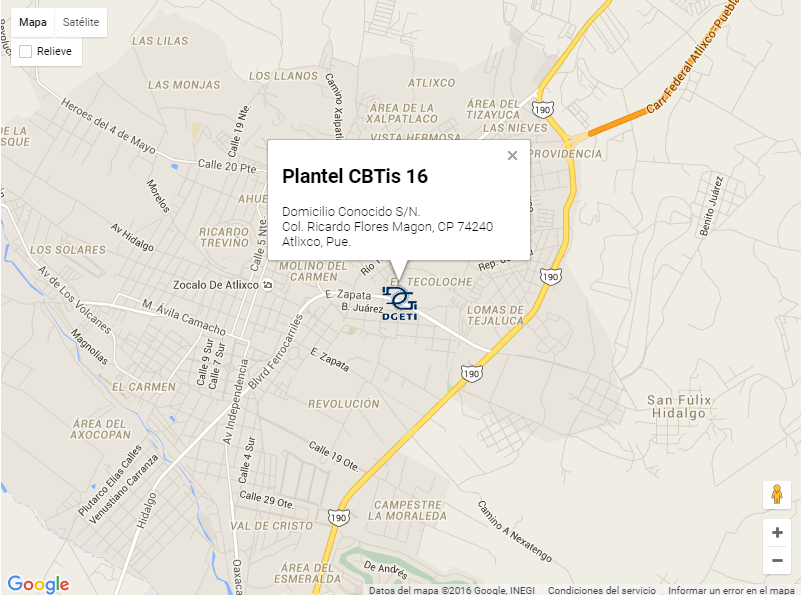 Mapa
Satélite
Relieve
LAS LILAS
LAS MONJAS
LOS LLANOS
ATLIXCO
Camino Xalpatl
ÁREA DE LA
XALPATLACO
ÁREA DEL
TIZAYUCA
LAS NIEVES
190
Carr Federal Atlixco-Puebla
Heroes del 4 de Mayo
Calle 19 Nte.
VISTA HERMOSA
PROVIDENCIA
DE LA
SQUE
Calle 20 Pte.
Morelos
AHUE
Plantel CBTis 16
Domicilio Conocido S/N.
Col. Ricardo Flores Magon, CP 74240
Atlixco, Pue.
Benito Juárez
Av Hidalgo
RICARDO
TREVIÑO
Calle 5 Nte.
LOS SOLARES
MOLINO DEL
CARMEN
Rio
Rep. de
190
Av de Los Volcanes
Zocalo De Atlixco
EL TECOLOCHE
E. Zapata
B. Juárez
DGETI
LOMAS DE
TEJALUCA
M. Ávila Camacho
Magnolias
Calle 9 Sur
Calle 7 Sur
Blvrd Ferrocarriles
E. Zapata
190
EL CARMEN
Av Independencia
REVOLUCIÓN
San Fúlix
Hidalgo
ÁREA DEL
AXOCOPAN
Plutarco Elias Calles
Venustiano Carranza
Calle 4 Sur
Calle 19 Ote.
Hidalgo
Calle 29 Ote.
190
CAMPESTRE
LA MORALEDA
Camino A Nexatengo
VAL DE CRISTO
ÁREA DEL
ESMERALDA
De Andrés
Oaxaca
Google
Datos del mapa ©2016 Google, INEGI
Condiciones del servicio
Informar un error en el mapa